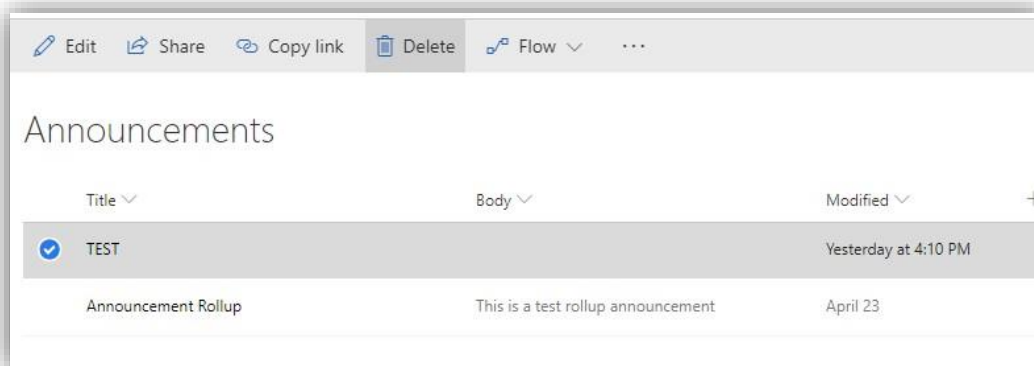 Edit Share Copy link Delete Flow ...
Announcements
Title Body Modified
TEST Yesterday at 4:10 PM
Announcement Rollup This is a test rollup announcement April 23